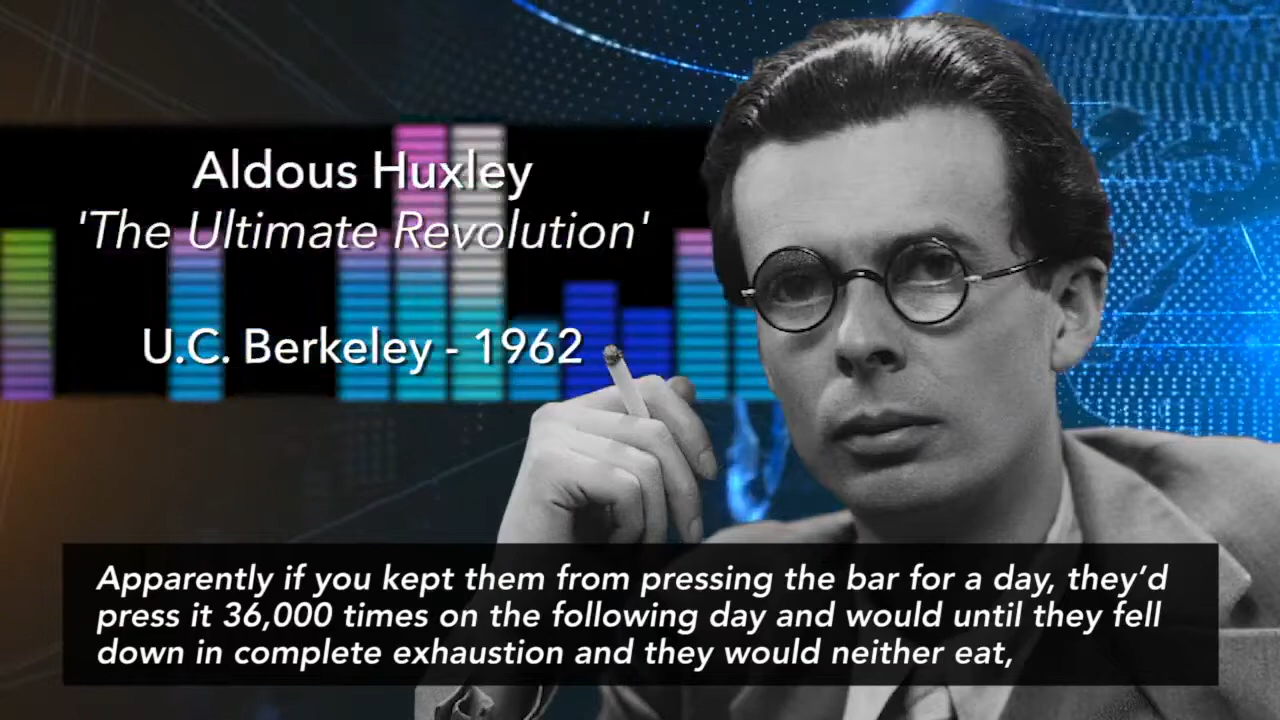 Aldous Huxley
'The Ultimate Revolution'
U.C. Berkeley - 1962
Apparently if you kept them from pressing the bar for a day, they’d
press it 36,000 times on the following day and would until they fell
down in complete exhaustion and they would neither eat,